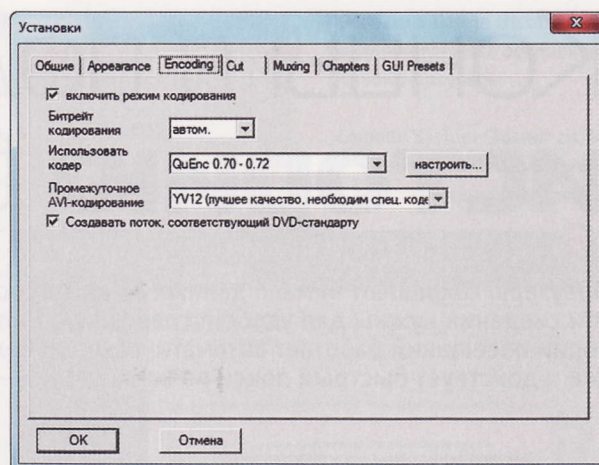 Установки
Общие Appearance Encoding Cut Muxing Chapters GUI Presets
включить режим кодирования
Битрейт
кодирования автом.
Использовать
кодер QuEnc 0.70 - 0.72 настроить...
Промежуточное
AVI-кодирование YV12 (лучшее качество, необходим спец. коде
Создавать поток, соответствующий DVD-стандарту
OK Отмена